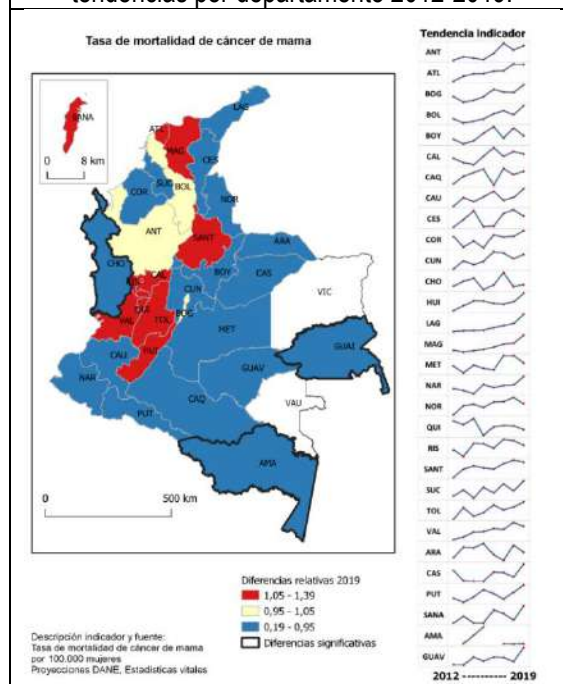 tendencias por departamento 2012-2019.
Tasa de mortalidad de cáncer de mama
Tendencia indicador
SANA
0 8 km
LAG
ATL
MAG
CES
SUC
COR
BOL
NOR
ANT
SANT
ARA
CHO
BOY
CAS
CAL
RIS
CUN
VIC
QUI
BOG
VAL
TOL
MET
GUAI
CAU
HUI
GUAV
NAR
CAQ
VAU
PUT
AMA
0 500 km
Diferencias relativas 2019
1,05 - 1,39
0,95 - 1,05
0,19 - 0,95
Diferencias significativas
Descripción indicador y fuente:
Tasa de mortalidad de cáncer de mama
por 100.000 mujeres
Proyecciones DANE, Estadísticas vitales
ANT
ATL
BOG
BOL
BOY
CAL
CAQ
CAU
CES
COR
CUN
CHO
HUI
LAG
MAG
MET
NAR
NOR
QUI
RIS
SANT
SUC
TOL
VAL
ARA
CAS
PUT
SANA
AMA
GUAV
2012 ---------- 2019